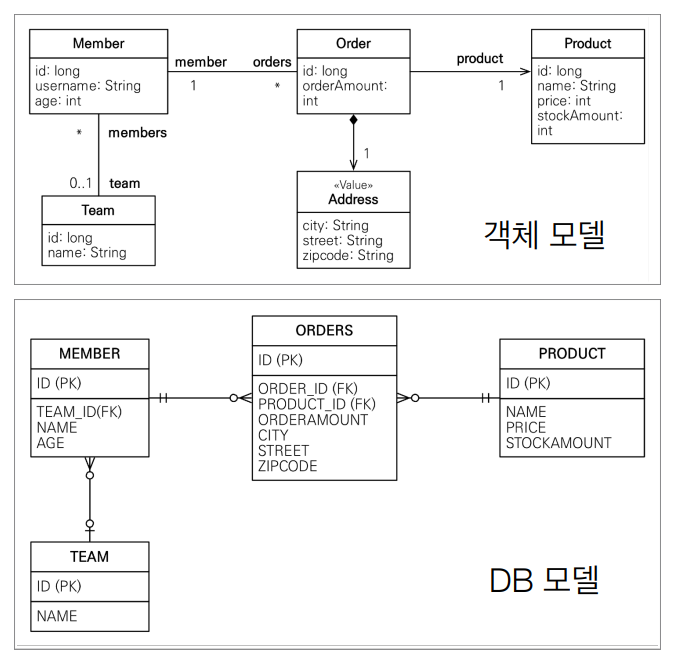 Member
id: long
username: String
age: int
member
orders
1
*
Order
id: long
orderAmount:
int
product
1
Product
id: long
name: String
price: int
stockAmount:
int
*
members
0..1
team
Team
id: long
name: String
1
«Value»
Address
city: String
street: String
zipcode: String
객체 모델
MEMBER
ID (PK)
TEAM_ID(FK)
NAME
AGE
ORDERS
ID (PK)
ORDER_ID (FK)
PRODUCT_ID (FK)
ORDERAMOUNT
CITY
STREET
ZIPCODE
PRODUCT
ID (PK)
NAME
PRICE
STOCKAMOUNT
TEAM
ID (PK)
NAME
DB 모델